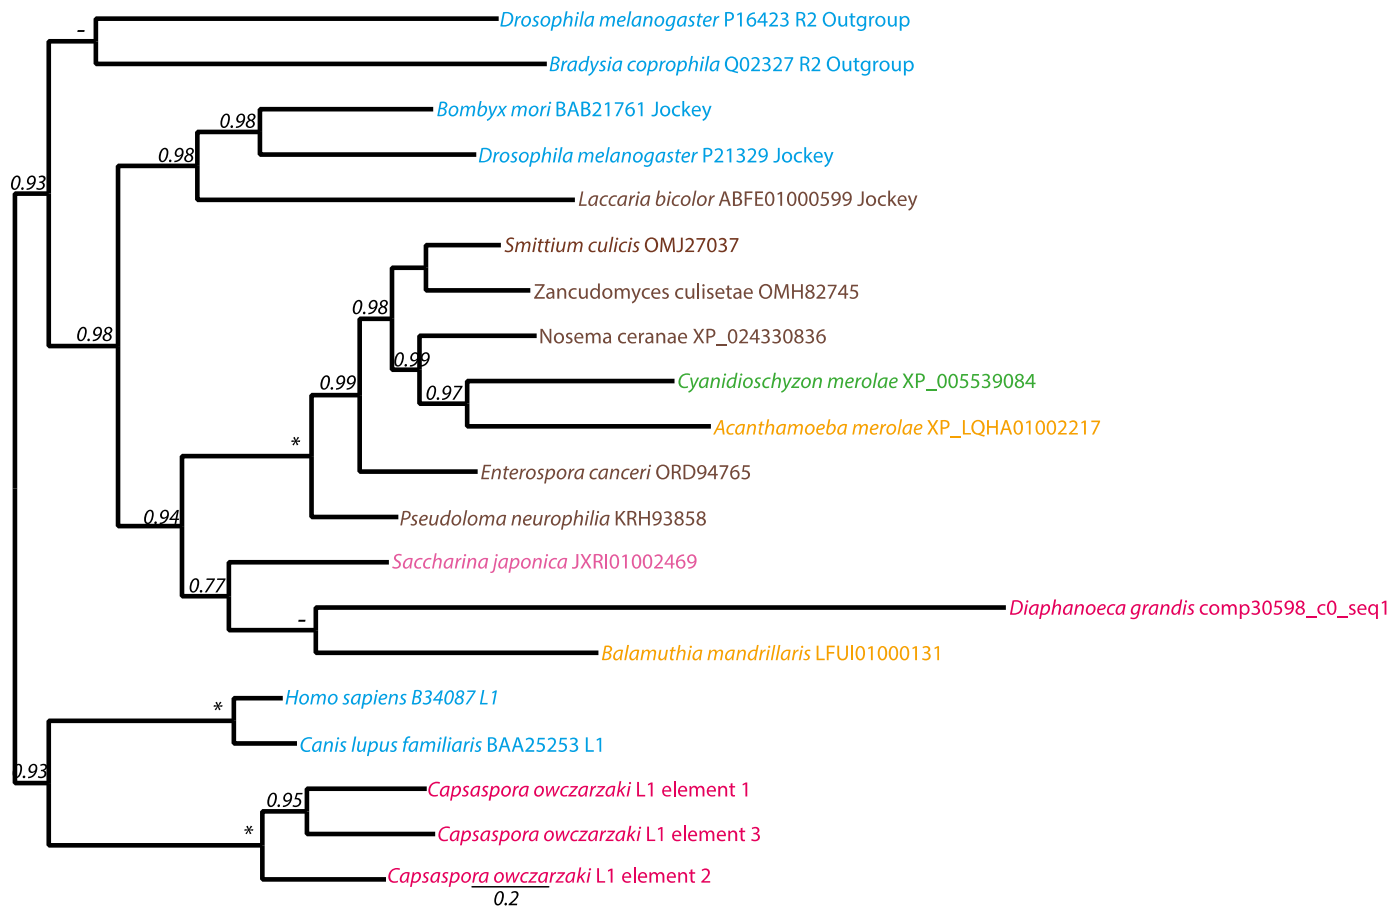 Drosophila melanogaster P16423 R2 Outgroup
-
Bradysia coprophila Q02327 R2 Outgroup
Bombyx mori BAB21761 Jockey
0.98
Drosophila melanogaster P21329 Jockey
0.98
0.93
Laccaria bicolor ABFE01000599 Jockey
Smittium culicis OMJ27037
Zancudomyces culisetae OMH82745
0.98
0.98
Nosema ceranae XP_024330836
0.99
Cyanidioschyzon merolae XP_005539084
0.99
0.97
Acanthamoeba merolae XP_LQHA01002217
*
Enterospora canceri ORD94765
0.94
Pseudoloma neurophilia KRH93858
Saccharina japonica JXRI01002469
0.77
Diaphanoeca grandis comp30598_c0_seq1
-
Balamuthia mandrillaris LFUI01000131
Homo sapiens B34087 L1
*
Canis lupus familiaris BAA25253 L1
0.93
Capsaspora owczarzaki L1 element 1
0.95
*
Capsaspora owczarzaki L1 element 3
Capsaspora owczarzaki L1 element 2
0.2